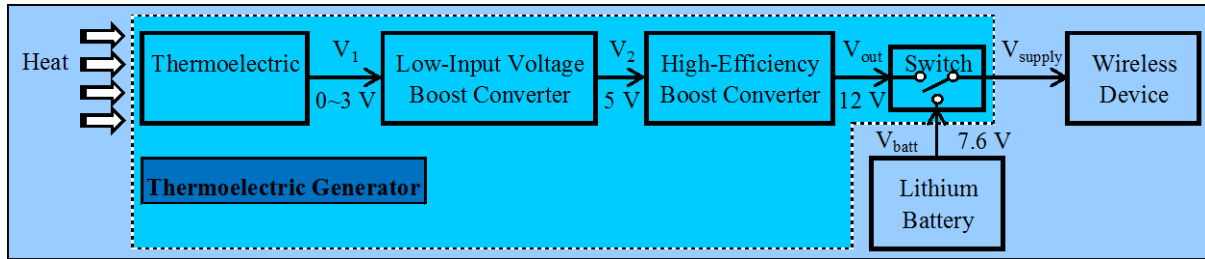 Heat
Thermoelectric
V1
0~3 V
Low-Input Voltage
Boost Converter
V2
5 V
High-Efficiency
Boost Converter
Vout
12 V
Switch
Vsupply
Wireless
Device
Vbatt
7.6 V
Thermoelectric Generator
Lithium
Battery